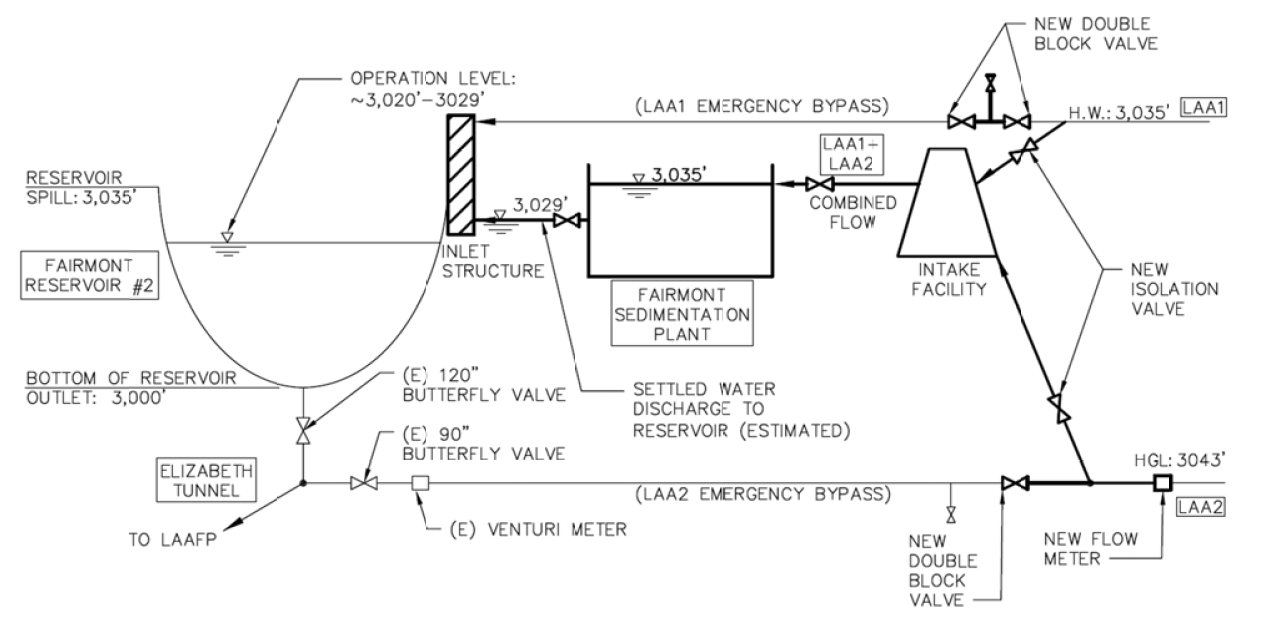 NEW DOUBLE
BLOCK VALVE
OPERATION LEVEL:
~3,020'-3029'
(LAA1 EMERGENCY BYPASS)
H.W.: 3,035'
LAA1
LAA1+
LAA2
RESERVOIR
SPILL: 3,035'
3,035'
COMBINED
FLOW
3,029'
INLET
STRUCTURE
FAIRMONT
RESERVOIR #2
INTAKE
FACILITY
NEW
ISOLATION
VALVE
FAIRMONT
SEDIMENTATION
PLANT
BOTTOM OF RESERVOIR
OUTLET: 3,000'
(E) 120"
BUTTERFLY VALVE
SETTLED WATER
DISCHARGE TO
RESERVOIR (ESTIMATED)
(E) 90"
BUTTERFLY VALVE
ELIZABETH
TUNNEL
HGL: 3043'
(LAA2 EMERGENCY BYPASS)
LAA2
TO LAAFP
(E) VENTURI METER
NEW
DOUBLE
BLOCK
VALVE
NEW FLOW
METER